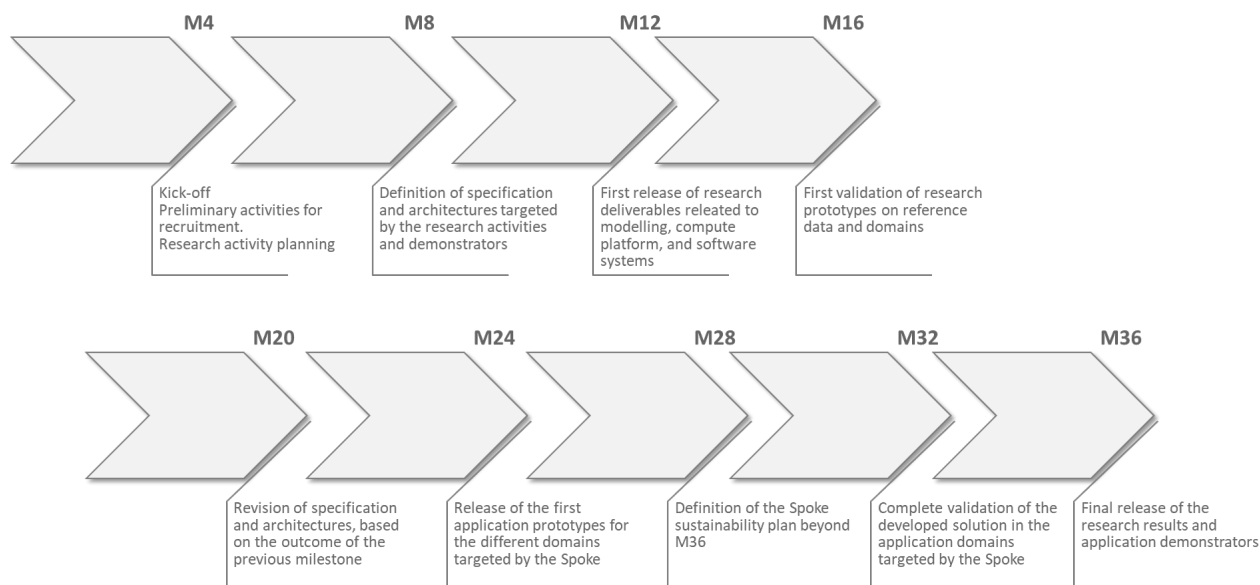 M4
Kick-off
Preliminary activities for
recruitment.
Research activity planning
M8
Definition of specification
and architectures targeted
by the research activities
and demonstrators
M12
First release of research
deliverables releated to
modelling, compute
platform, and software
systems
M16
First validation of research
prototypes on reference
data and domains
M20
Revision of specification
and architectures, based
on the outcome of the
previous milestone
M24
Release of the first
application prototypes for
the different domains
targeted by the Spoke
M28
Definition of the Spoke
sustainability plan beyond
M36
M32
Complete validation of the
developed solution in the
application domains
targeted by the Spoke
M36
Final release of the
research results and
application demonstrators